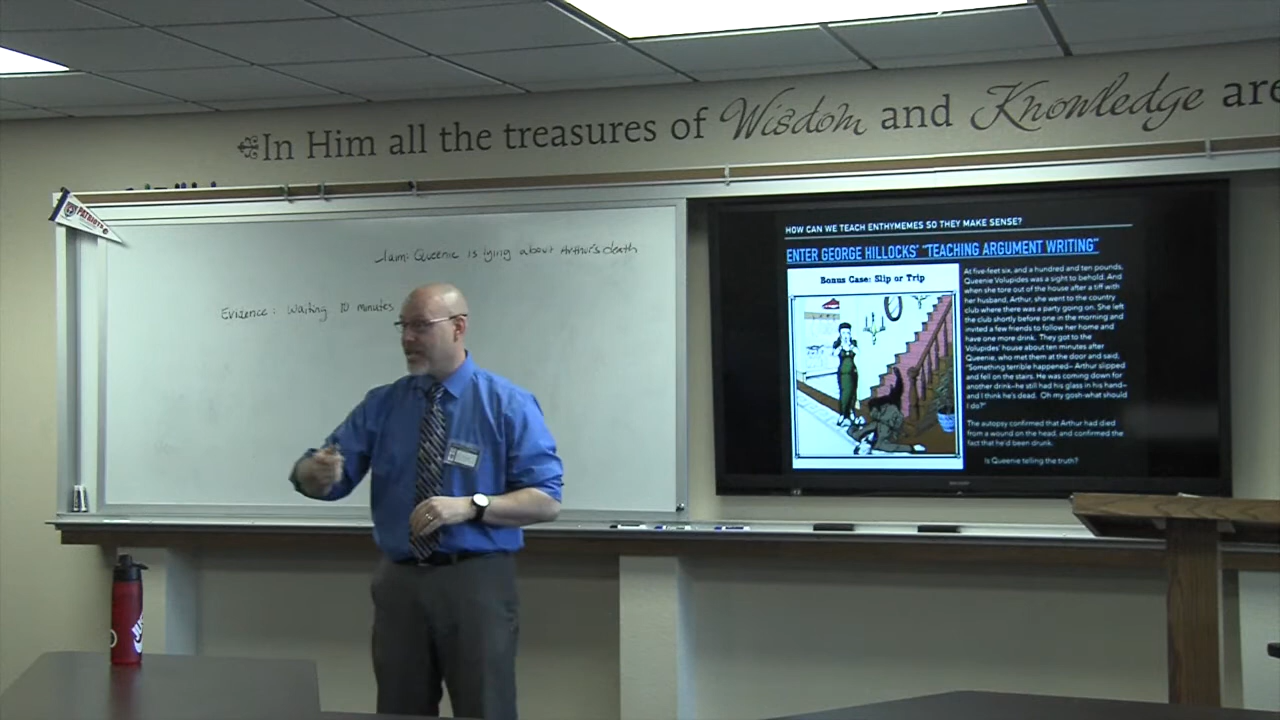 In Him all the treasures of Wisdom and Knowledge are
PATRIOTS
Claim: Queenie is lying about Arthur's death
Evidence: Waiting 10 minutes
HOW CAN WE TEACH ENTHYMEMES SO THEY MAKE SENSE?
ENTER GEORGE HILLOCKS' "TEACHING ARGUMENT WRITING"
Bonus Case: Slip or Trip
At five-feet six, and a hundred and ten pounds,
Queenie Volupides was a sight to behold. And
when she tore out of the house after a tiff with
her husband, Arthur, she went to the country
club where there was a party going on. She left
the club shortly before one in the morning and
invited a few friends to follow her home and
have one more drink. They got to the
Volupides' house about ten minutes after
Queenie, who met them at the door and said,
"Something terrible happened– Arthur slipped
and fell on the stairs. He was coming down for
another drink—he still had his glass in his hand—
and I think he's dead. Oh my gosh-what should
I do?"
The autopsy confirmed that Arthur had died
from a wound on the head, and confirmed the
fact that he'd been drunk.
Is Queenie telling the truth?